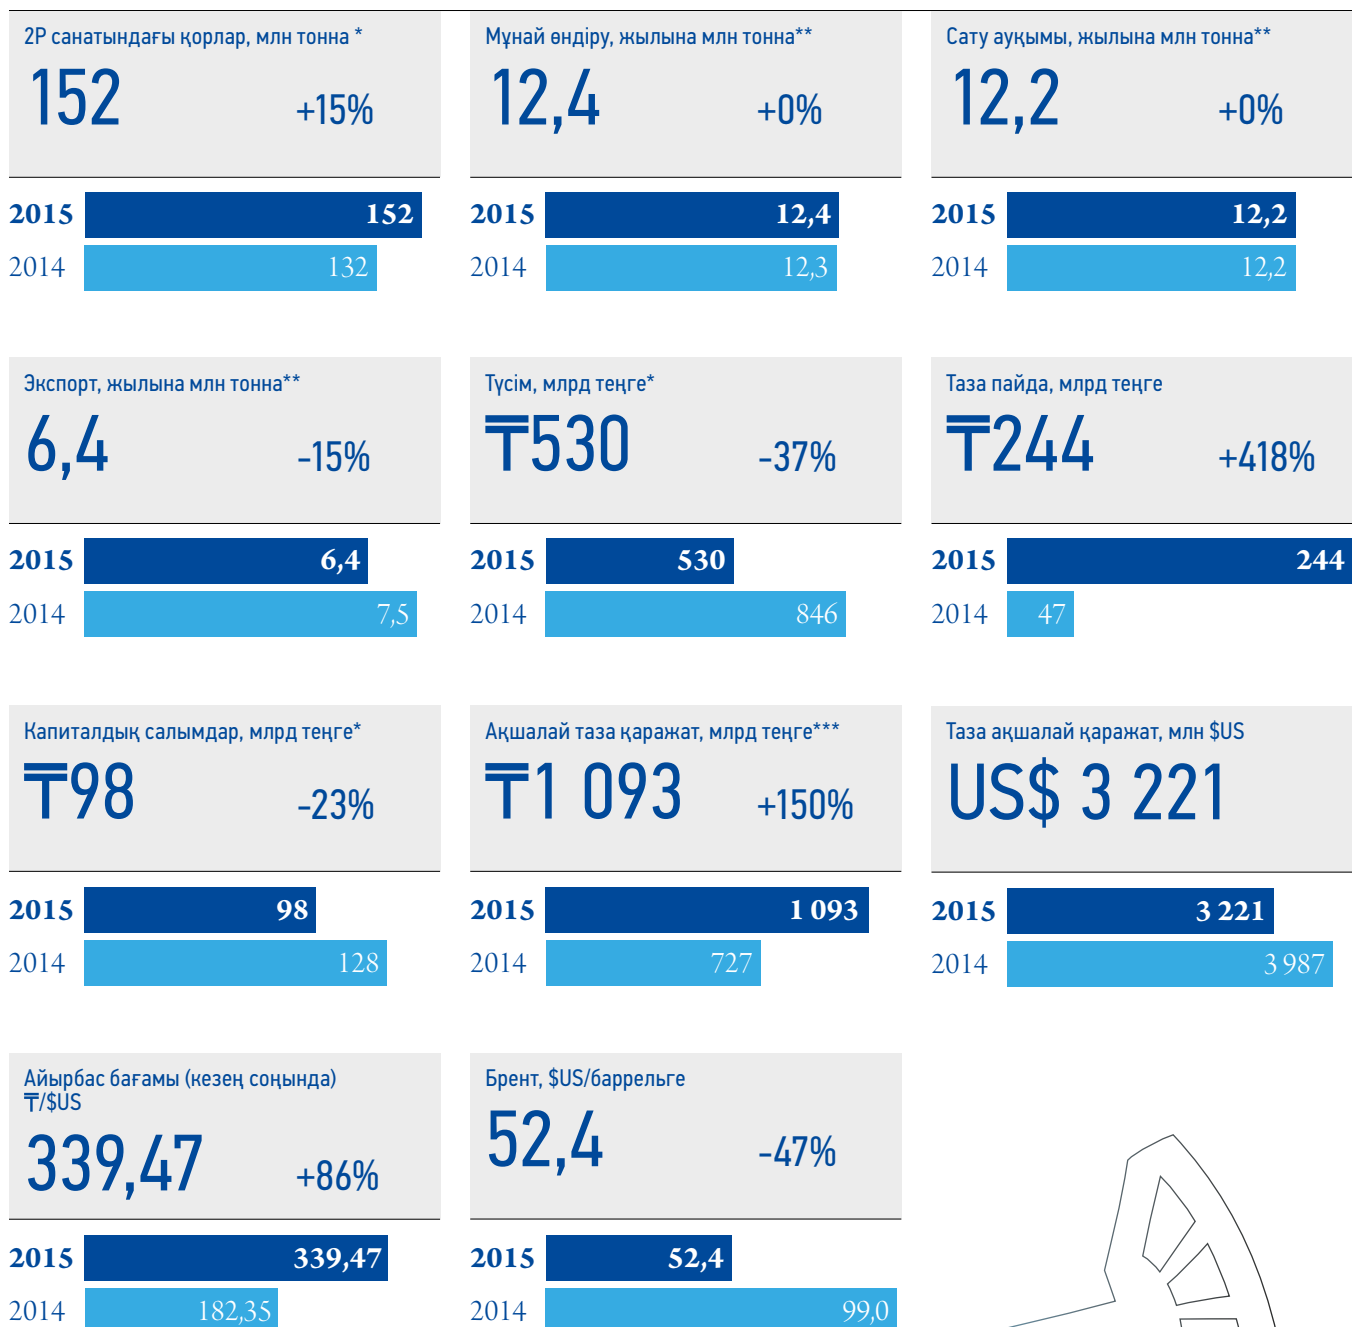 2P санатындағы қорлар, млн тонна *
152 +15%
2015 152
2014 132
Мұнай өндіру, жылына млн тонна**
12,4 +0%
2015 12,4
2014 12,3
Сату ауқымы, жылына млн тонна**
12,2 +0%
2015 12,2
2014 12,2
Экспорт, жылына млн тонна**
6,4 -15%
2015 6,4
2014 7,5
Түсім, млрд теңге*
₸530 -37%
2015 530
2014 846
Таза пайда, млрд теңге
₸244 +418%
2015 244
2014 47
Капиталдық салымдар, млрд теңге*
₸98 -23%
2015 98
2014 128
Ақшалай таза қаражат, млрд теңге***
₸1 093 +150%
2015 1 093
2014 727
Таза ақшалай қаражат, млн $US
US$ 3 221
2015 3 221
2014 3 987
Айырбас бағамы (кезең соңында)
₸/$US
339,47 +86%
2015 339,47
2014 182,35
Брент, $US/баррельге
52,4 -47%
2015 52,4
2014 99,0